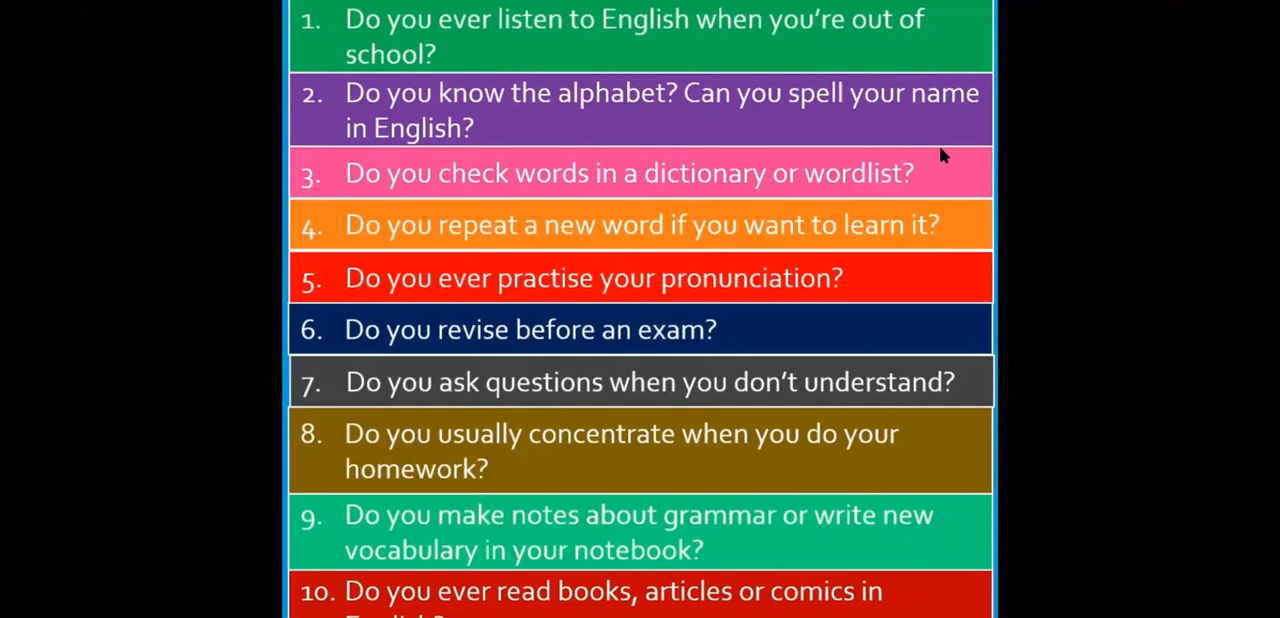 1. Do you ever listen to English when you're out of
school?
2. Do you know the alphabet? Can you spell your name
in English?
3. Do you check words in a dictionary or wordlist?
4. Do you repeat a new word if you want to learn it?
5. Do you ever practise your pronunciation?
6. Do you revise before an exam?
7. Do you ask questions when you don't understand?
8. Do you usually concentrate when you do your
homework?
9. Do you make notes about grammar or write new
vocabulary in your notebook?
10. Do you ever read books, articles or comics in